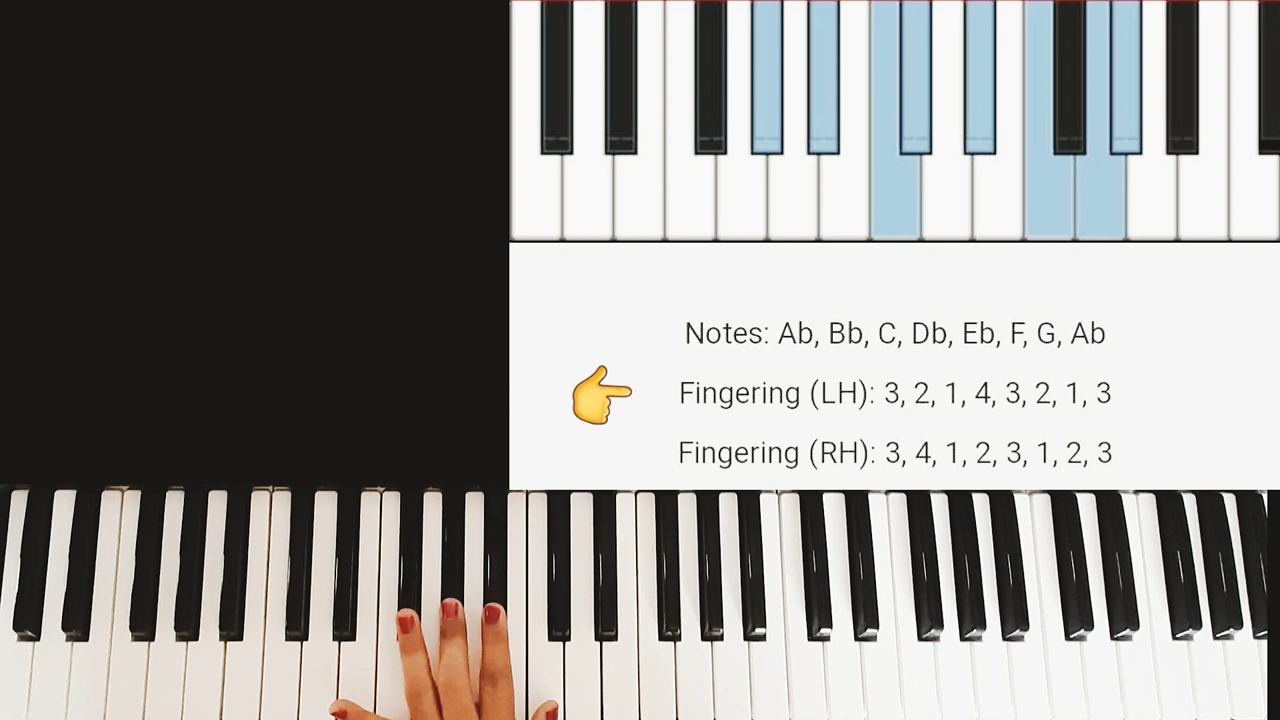 Notes: Ab, Bb, C, Db, Eb, F, G, Ab
Fingering (LH): 3, 2, 1, 4, 3, 2, 1, 3
Fingering (RH): 3, 4, 1, 2, 3, 1, 2, 3